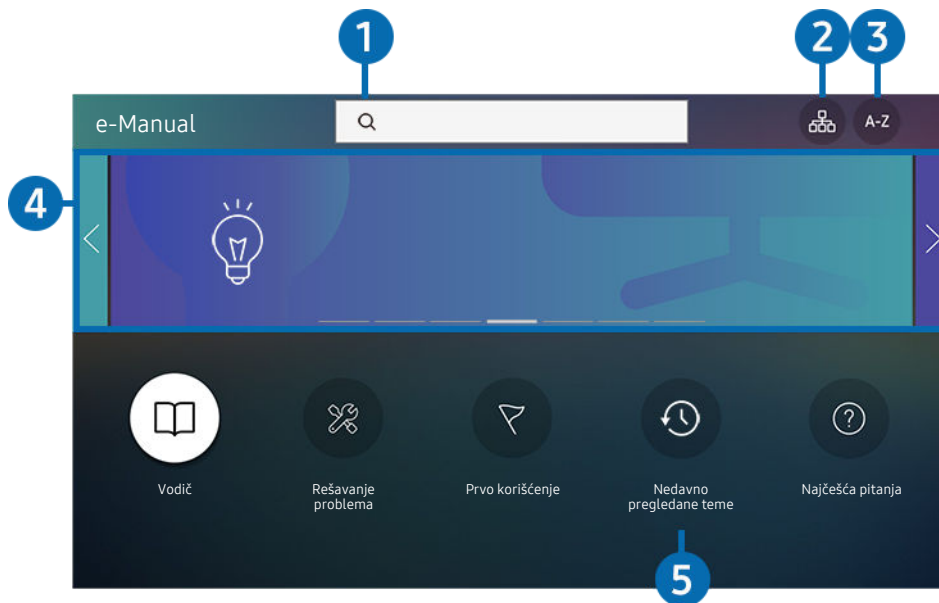 1
2
3
e-Manual
A-Z
4
Vodič
Rešavanje
problema
Prvo korišćenje
Nedavno
pregledane teme
Najčešća pitanja
5